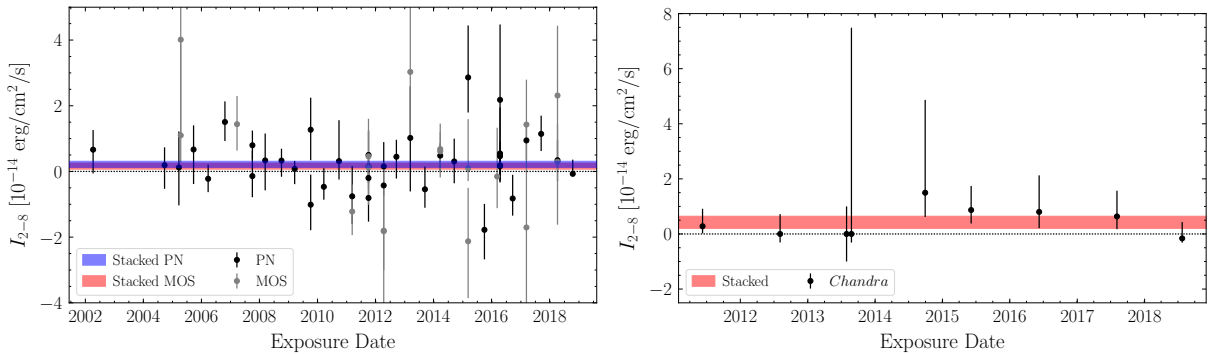 4
2
0
−2
−4
I2−8 [10−14 erg/cm2/s]
2002 2004 2006 2008 2010 2012 2014 2016 2018
Exposure Date
Stacked PN
Stacked MOS
PN
MOS
8
6
4
2
0
−2
I2−8 [10−14 erg/cm2/s]
2012 2013 2014 2015 2016 2017 2018
Exposure Date
Stacked
Chandra